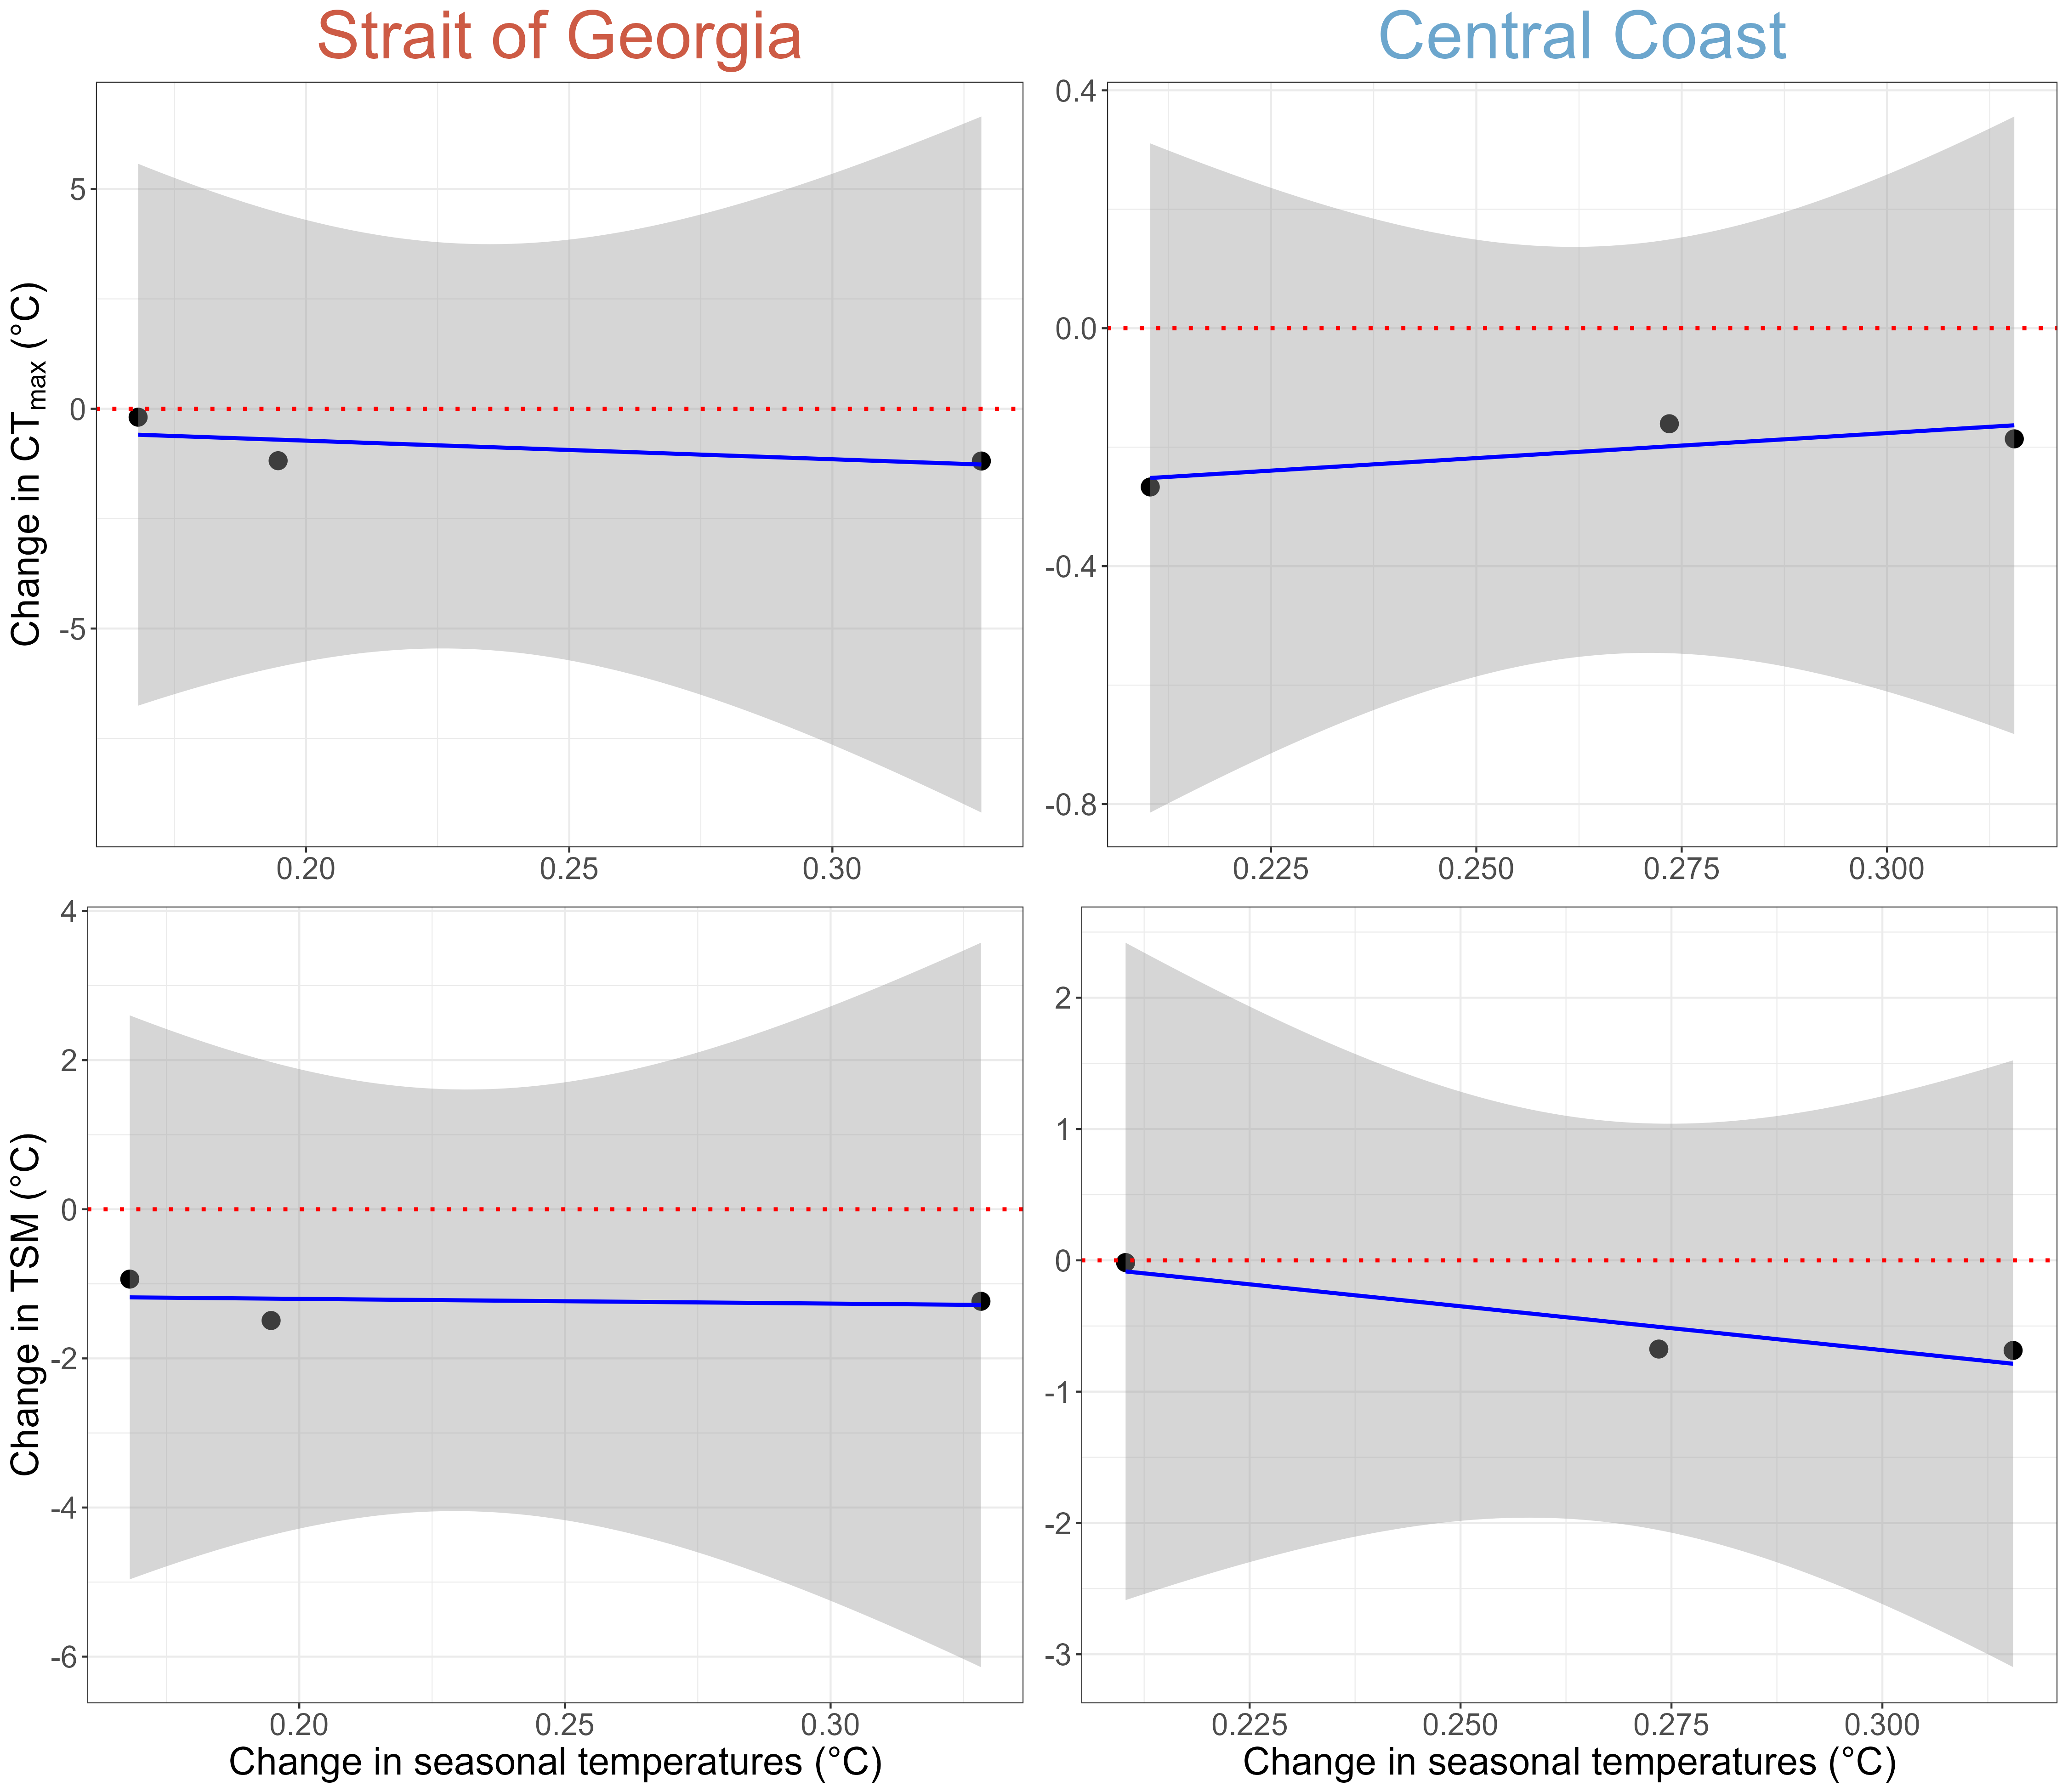 Strait of Georgia
Central Coast
Change in CTmax (°C)
5
0
-5
0.20 0.25 0.30
0.4
0.0
-0.4
-0.8
0.225 0.250 0.275 0.300
Change in TSM (°C)
4
2
0
-2
-4
-6
0.20 0.25 0.30
Change in seasonal temperatures (°C)
2
1
0
-1
-2
-3
0.225 0.250 0.275 0.300
Change in seasonal temperatures (°C)